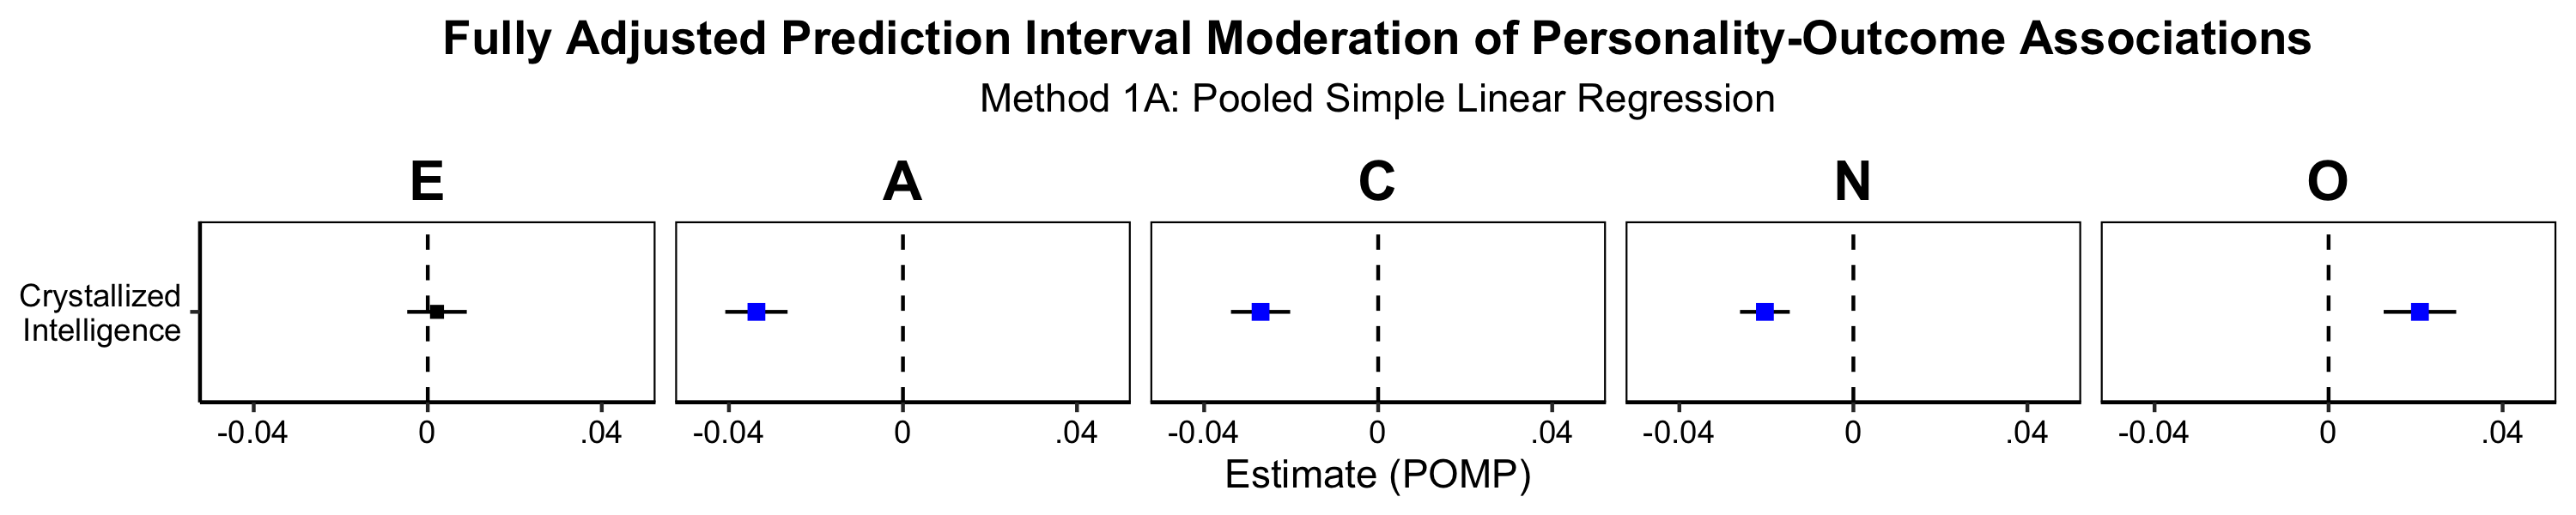 Fully Adjusted Prediction Interval Moderation of Personality-Outcome Associations
Method 1A: Pooled Simple Linear Regression
E A C N O
Crystallized
Intelligence
-0.04 0 .04 -0.04 0 .04 -0.04 0 .04 -0.04 0 .04 -0.04 0 .04
Estimate (POMP)